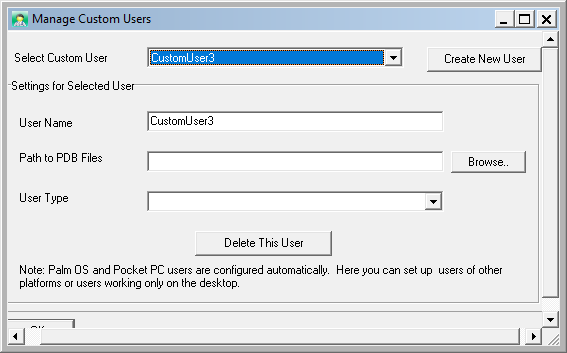 Manage Custom Users
Select Custom User
CustomUser3
Create New User
Settings for Selected User
User Name
CustomUser3
Path to PDB Files
Browse..
User Type
Delete This User
Note: Palm OS and Pocket PC users are configured automatically. Here you can set up users of other
platforms or users working only on the desktop.